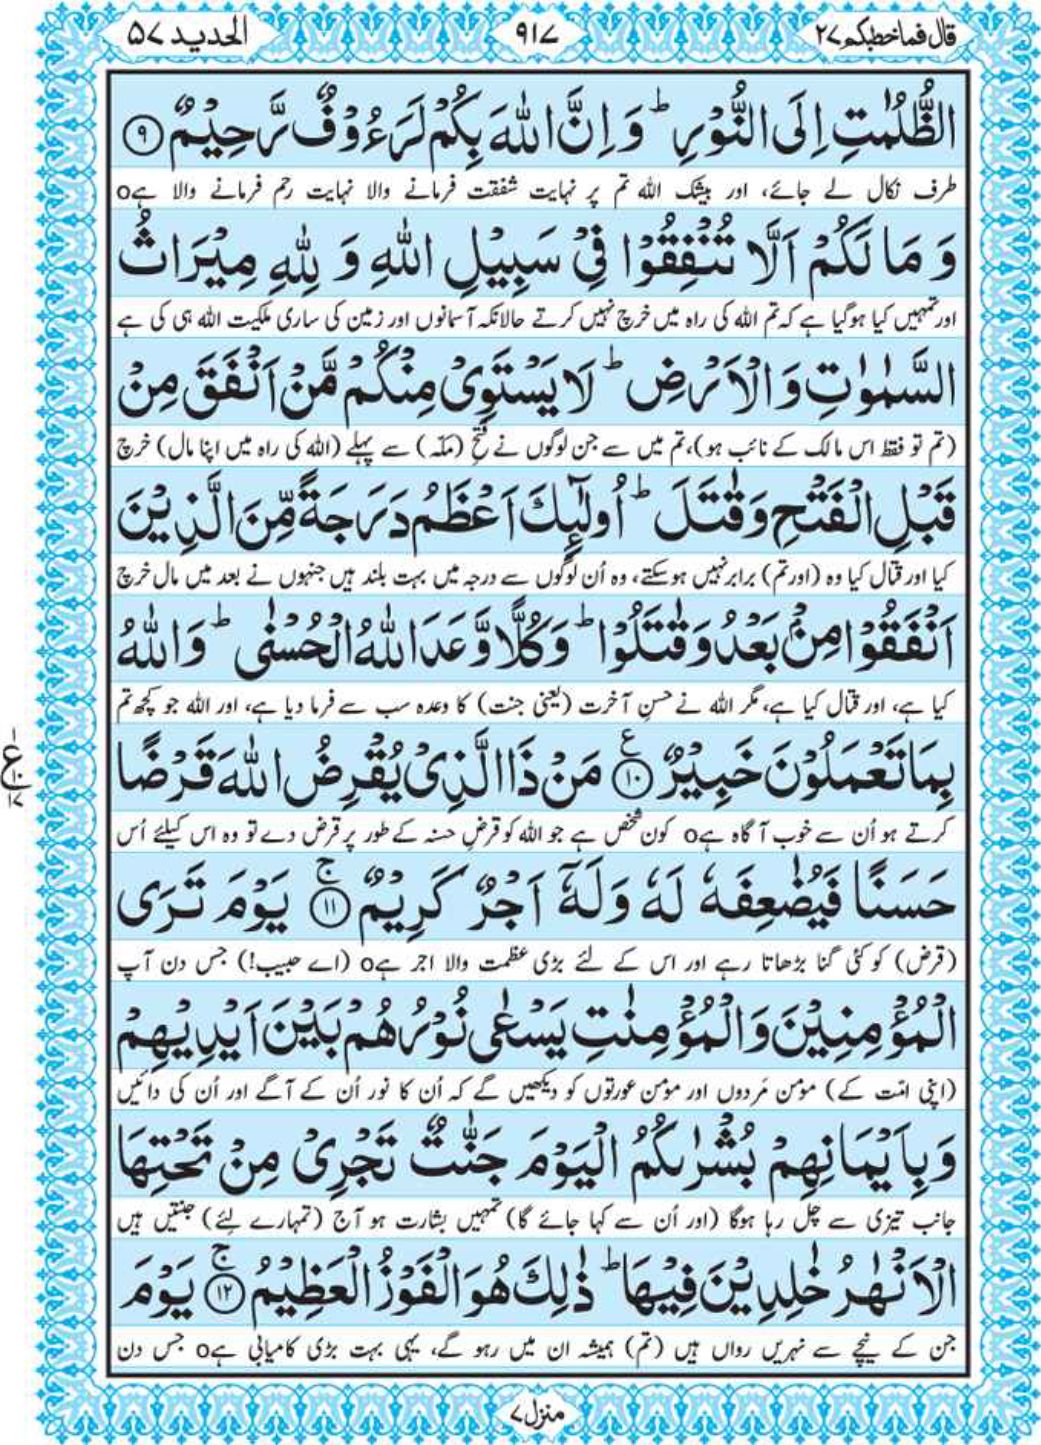 قال فما خطبكم ٢٧
٩١٧
الحدید ٥٧
الظُّلُمٰتِ اِلَى النُّوْرِ ؕ وَ اِنَّ اللّٰهَ بِكُمْ لَرَءُوْفٌ رَّحِیْمٌ ﴿٩﴾
طرف نکال لے جائے، اور بیشک اللہ تم پر نہایت شفقت فرمانے والا نہایت رحم فرمانے والا ہےo
وَ مَا لَكُمْ اَلَّا تُنْفِقُوْا فِیْ سَبِیْلِ اللّٰهِ وَ لِلّٰهِ مِیْرَاثُ
اور تمہیں کیا ہوگیا ہے کہ تم اللہ کی راہ میں خرچ نہیں کرتے حالانکہ آسمانوں اور زمین کی ساری ملکیت اللہ ہی کی ہے
السَّمٰوٰتِ وَ الْاَرْضِ ؕ لَا یَسْتَوِیْ مِنْكُمْ مَّنْ اَنْفَقَ مِنْ
(تم تو فقط اس مالک کے نائب ہو)، تم میں سے جن لوگوں نے فتحِ (مکّہ) سے پہلے (اللہ کی راہ میں اپنا مال) خرچ
قَبْلِ الْفَتْحِ وَ قٰتَلَ ؕ اُولٰٓىِٕكَ اَعْظَمُ دَرَجَةً مِّنَ الَّذِیْنَ
کیا اور قتال کیا وہ (اور تم) برابر نہیں ہوسکتے، وہ اُن لوگوں سے درجہ میں بہت بلند ہیں جنہوں نے بعد میں مال خرچ
اَنْفَقُوْا مِنْۢ بَعْدُ وَ قٰتَلُوْا ؕ وَ كُلًّا وَّعَدَ اللّٰهُ الْحُسْنٰى ؕ وَ اللّٰهُ
کیا ہے، اور قتال کیا ہے، مگر اللہ نے حسنِ آخرت (یعنی جنت) کا وعدہ سب سے فرما دیا ہے، اور اللہ جو کچھ تم
بِمَا تَعْمَلُوْنَ خَبِیْرٌ ﴿١٠﴾ ع مَنْ ذَا الَّذِیْ یُقْرِضُ اللّٰهَ قَرْضًا
کرتے ہو اُن سے خوب آگاہ ہےo کون شخص ہے جو اللہ کو قرضِ حسنہ کے طور پر قرض دے تو وہ اس کیلئے اُس
حَسَنًا فَیُضٰعِفَهٗ لَهٗ وَ لَهٗۤ اَجْرٌ كَرِیْمٌ ﴿١١﴾ۚ یَوْمَ تَرَى
(قرض) کو کئی گنا بڑھاتا رہے اور اس کے لئے بڑی عظمت والا اجر ہےo (اے حبیب!) جس دن آپ
الْمُؤْمِنِیْنَ وَ الْمُؤْمِنٰتِ یَسْعٰى نُوْرُهُمْ بَیْنَ اَیْدِیْهِمْ
(اپنی امّت کے) مومن مَردوں اور مومن عورتوں کو دیکھیں گے کہ اُن کا نور اُن کے آگے اور اُن کی دائیں
وَ بِاَیْمَانِهِمْ بُشْرٰىكُمُ الْیَوْمَ جَنّٰتٌ تَجْرِیْ مِنْ تَحْتِهَا
جانب تیزی سے چل رہا ہوگا (اور اُن سے کہا جائے گا) تمہیں بشارت ہو آج (تمہارے لئے) جنتیں ہیں
الْاَنْهٰرُ خٰلِدِیْنَ فِیْهَا ؕ ذٰلِكَ هُوَ الْفَوْزُ الْعَظِیْمُ ﴿١٢﴾ۚ یَوْمَ
جن کے نیچے سے نہریں رواں ہیں (تم) ہمیشہ ان میں رہو گے، یہی بہت بڑی کامیابی ہےo جس دن
منزل ٧